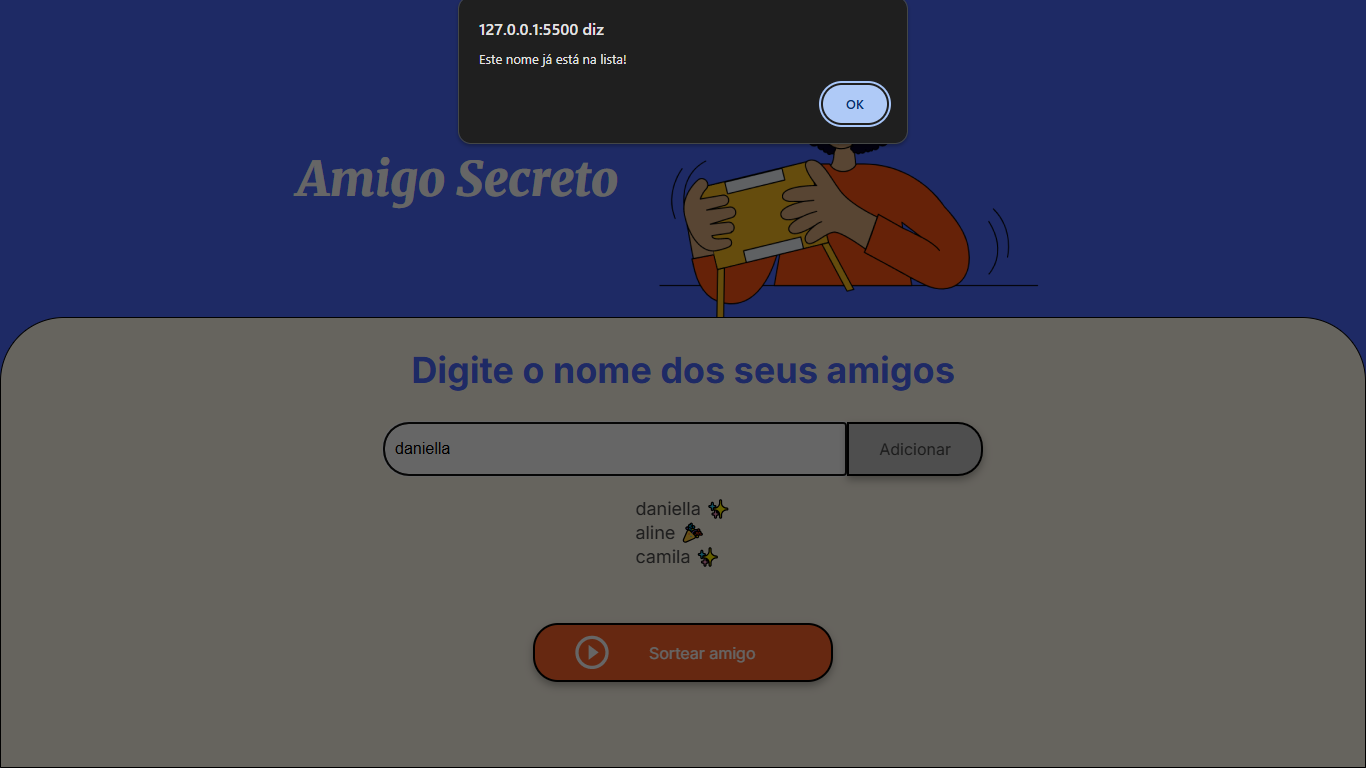 127.0.0.1:5500 diz
Este nome já está na lista!
OK
Amigo Secreto
Digite o nome dos seus amigos
daniella
Adicionar
daniella ✨
aline 🎉
camila ✨
Sortear amigo